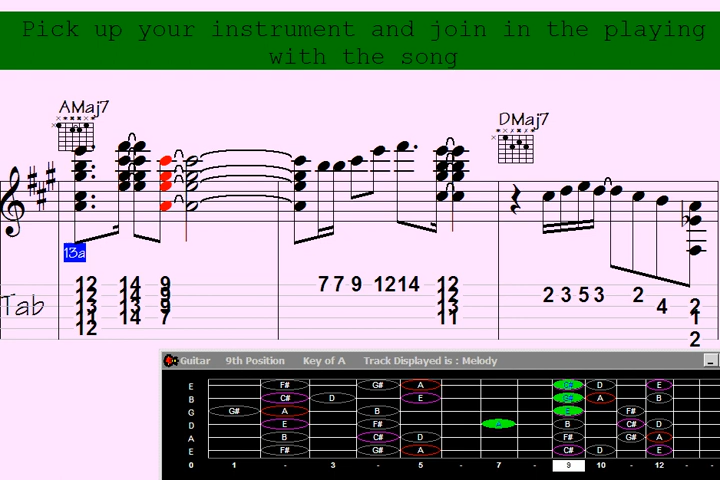 Pick up your instrument and join in the playing
with the song
AMaj7
DMaj7
13a
Tab
12 14 9 7 7 9 12 14 12
12 14 9 12 2 3 5 3 2 2
13 13 9 13 4 1
11 14 7 11
12 2
Guitar 9th Position Key of A Track Displayed is : Melody
E F# G# A C# D E
B C# D E G# A B
G G# A B E F#
D E A B C#
A B C# D F# G# A
E F# G# A C# D E
0 1 - 3 - 5 - 7 - 9 10 - 12 -